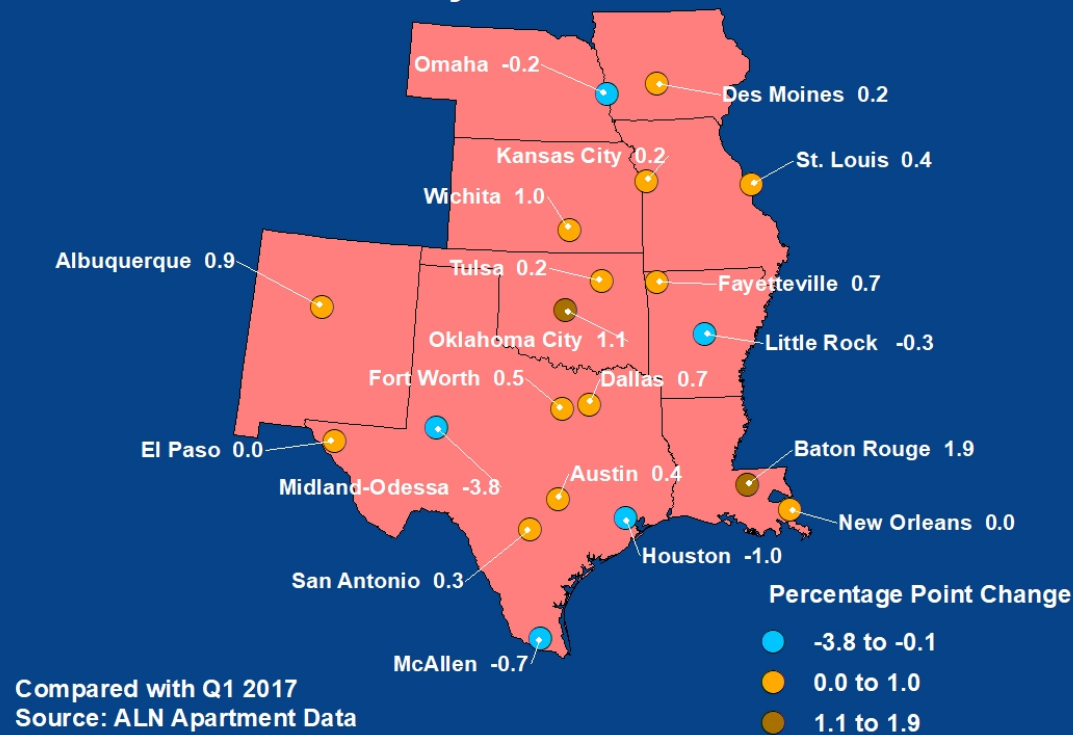 Omaha -0.2
Des Moines 0.2
Kansas City 0.2
St. Louis 0.4
Wichita 1.0
Albuquerque 0.9
Tulsa 0.2
Fayetteville 0.7
Oklahoma City 1.1
Little Rock -0.3
Fort Worth 0.5
Dallas 0.7
El Paso 0.0
Baton Rouge 1.9
Midland-Odessa -3.8
Austin 0.4
New Orleans 0.0
Houston -1.0
San Antonio 0.3
McAllen -0.7
Percentage Point Change
-3.8 to -0.1
0.0 to 1.0
1.1 to 1.9
Compared with Q1 2017
Source: ALN Apartment Data